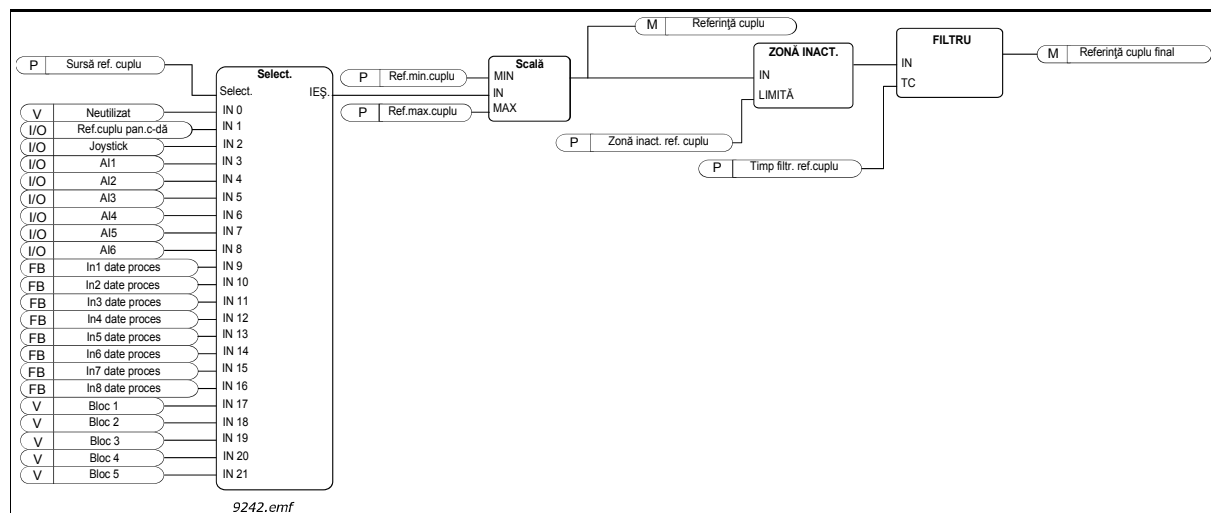 M Referinţă cuplu
P Sursă ref. cuplu
Select.
Select. IEŞ.
V Neutilizat IN 0
I/O Ref.cuplu pan.c-dă IN 1
I/O Joystick IN 2
I/O AI1 IN 3
I/O AI2 IN 4
I/O AI3 IN 5
I/O AI4 IN 6
I/O AI5 IN 7
I/O AI6 IN 8
FB In1 date proces IN 9
FB In2 date proces IN 10
FB In3 date proces IN 11
FB In4 date proces IN 12
FB In5 date proces IN 13
FB In6 date proces IN 14
FB In7 date proces IN 15
FB In8 date proces IN 16
V Bloc 1 IN 17
V Bloc 2 IN 18
V Bloc 3 IN 19
V Bloc 4 IN 20
V Bloc 5 IN 21
P Ref.min.cuplu
P Ref.max.cuplu
Scală
MIN
IN
MAX
ZONĂ INACT.
IN
LIMITĂ
P Zonă inact. ref. cuplu
FILTRU
IN
TC
P Timp filtr. ref.cuplu
M Referinţă cuplu final
9242.emf